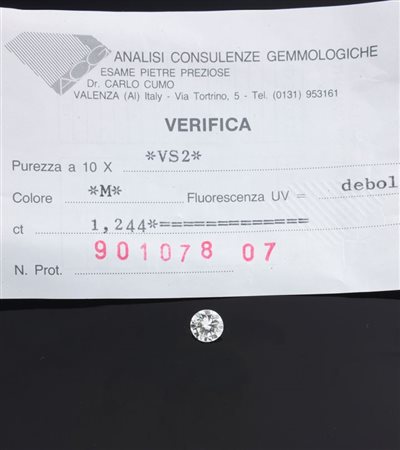 ANALISI CONSULENZE GEMMOLOGICHE
ESAME PIETRE PREZIOSE
Dr. CARLO CUMO
VALENZA (Al) Italy - Via Tortrino, 5 - Tel. (0131) 953161
VERIFICA
Purezza a 10 X *VS2*
Colore *M* Fluorescenza UV = debol
ct 1,244*=============
901078 07
N. Prot.